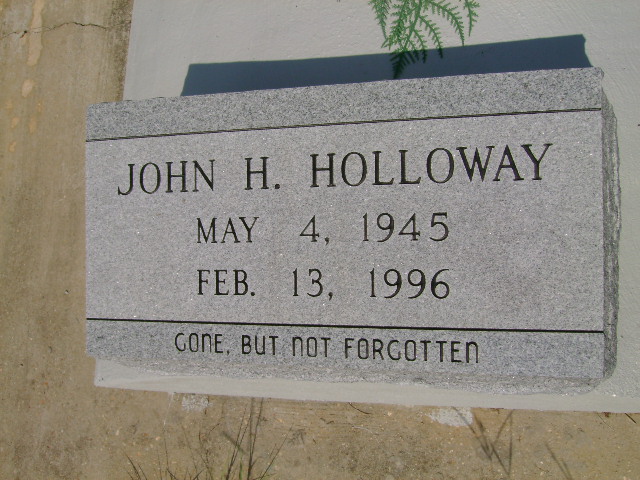 JOHN H. HOLLOWAY
MAY 4, 1945
FEB. 13, 1996
GONE, BUT NOT FORGOTTEN